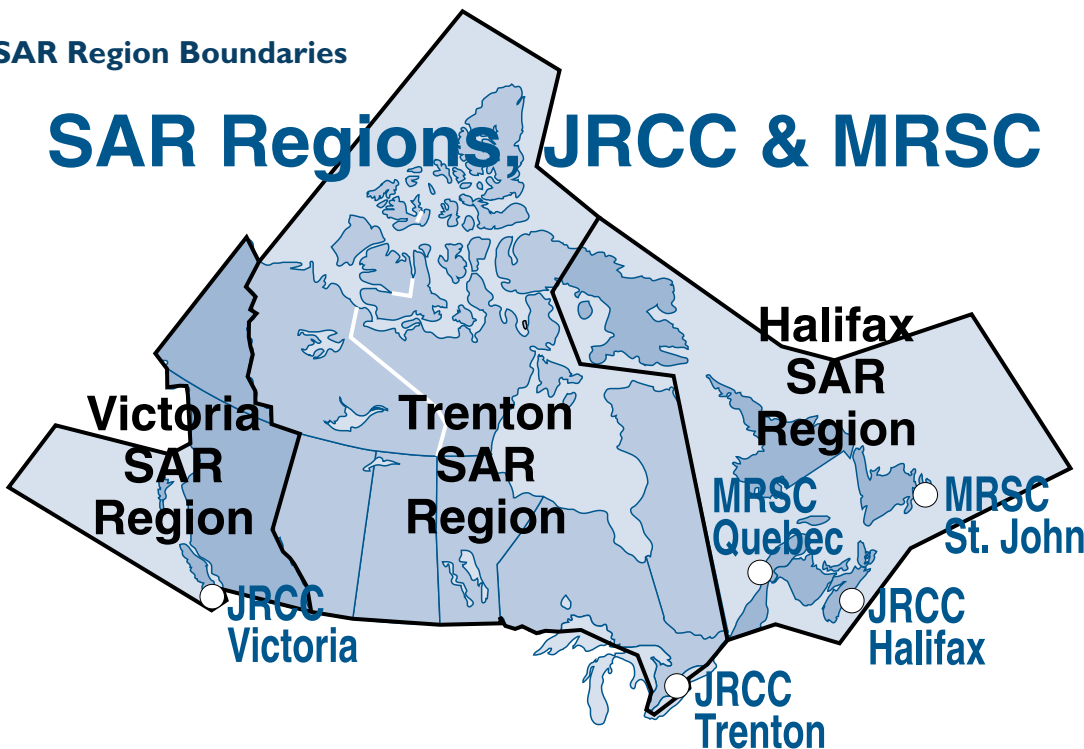 SAR Region Boundaries
SAR Regions, JRCC & MRSC
Halifax
SAR
Region
Victoria
SAR
Region
Trenton
SAR
Region
MRSC
Quebec
MRSC
St. John
JRCC
Victoria
JRCC
Halifax
JRCC
Trenton